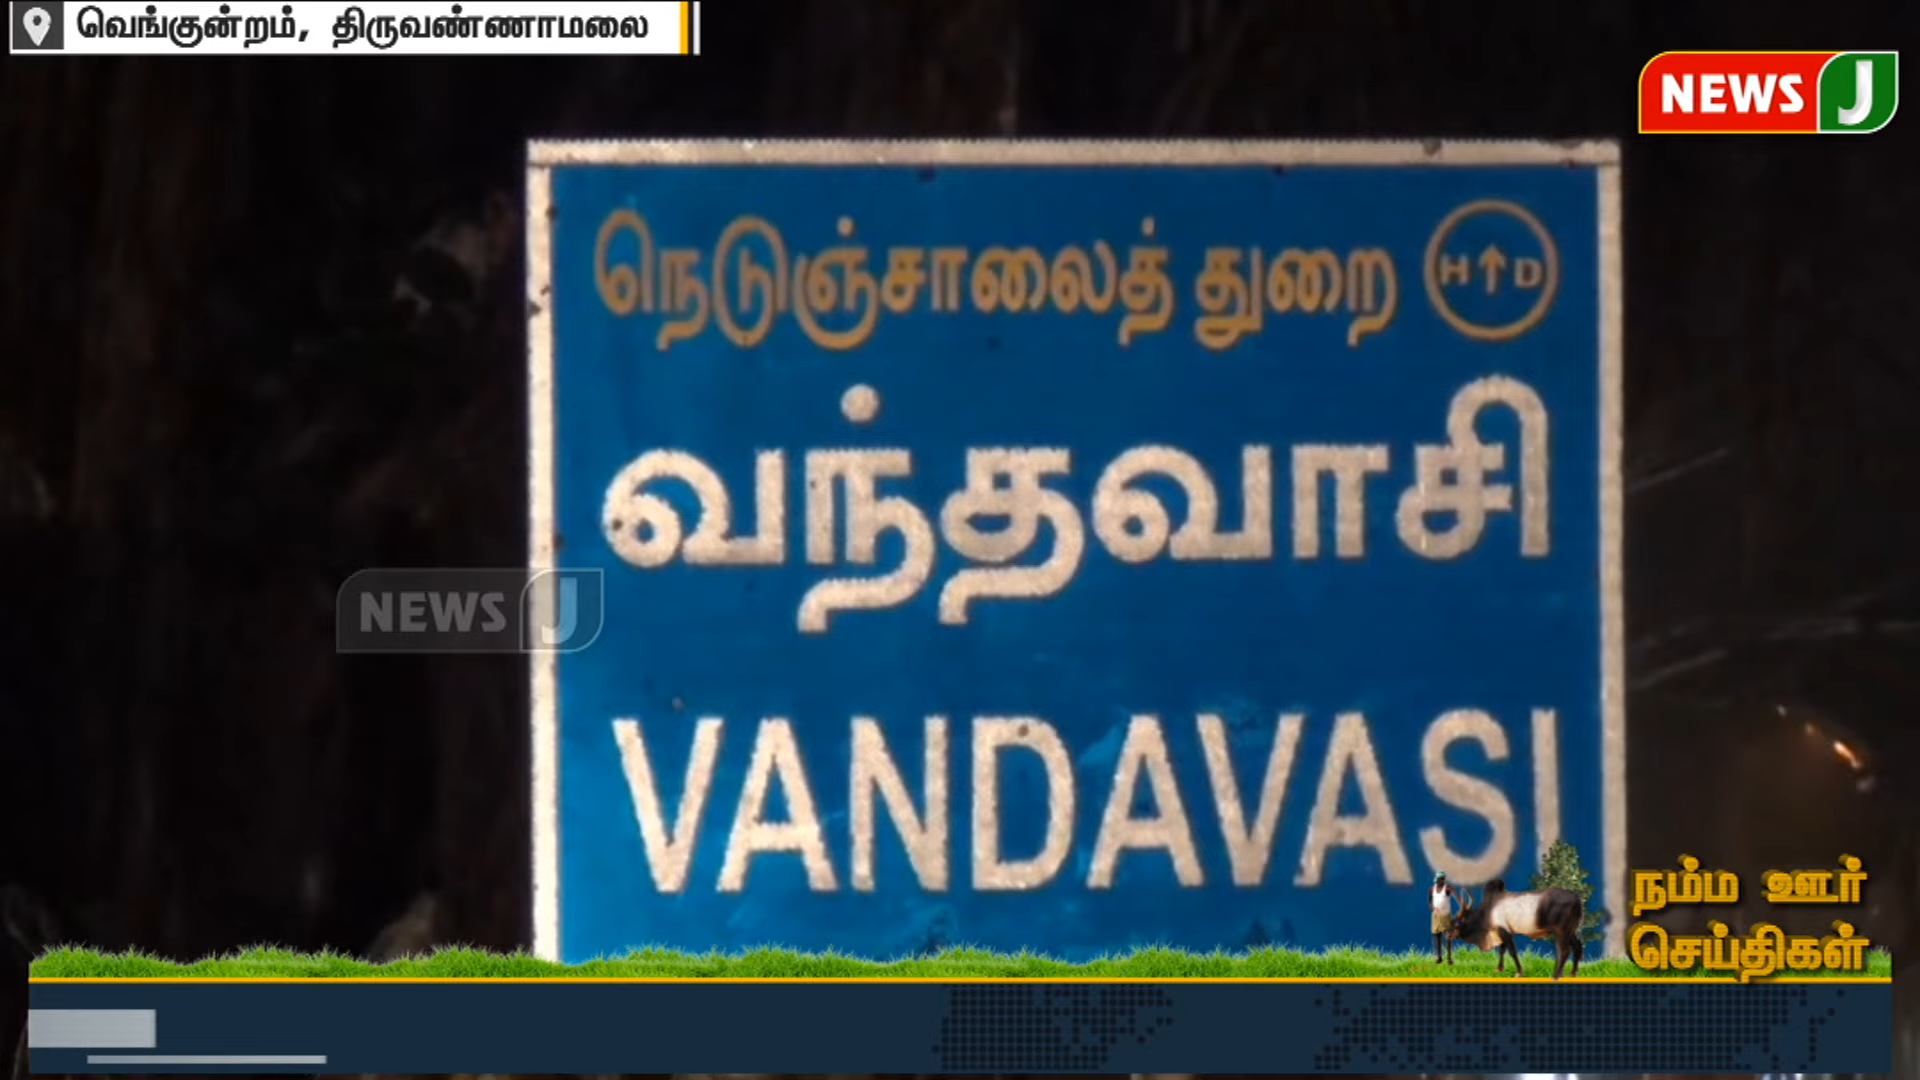 வெங்குன்றம், திருவண்ணாமலை
NEWS J
நெடுஞ்சாலைத் துறை H D
வந்தவாசி
NEWS J
VANDAVASI
நம்ம ஊர்
செய்திகள்